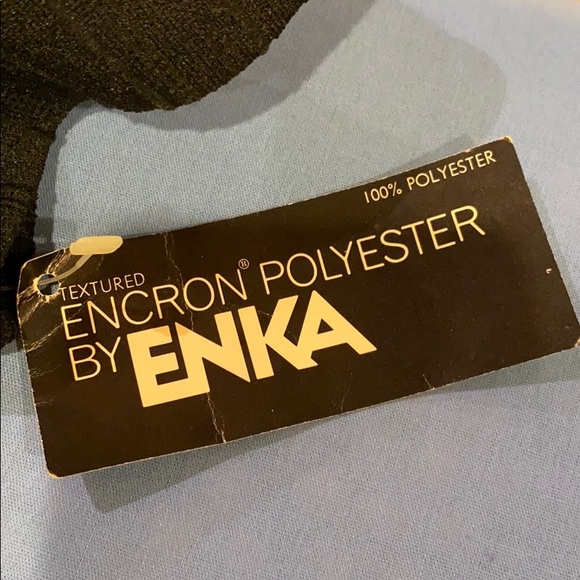 100% POLYESTER
TEXTURED
ENCRON® POLYESTER
BY ENKA